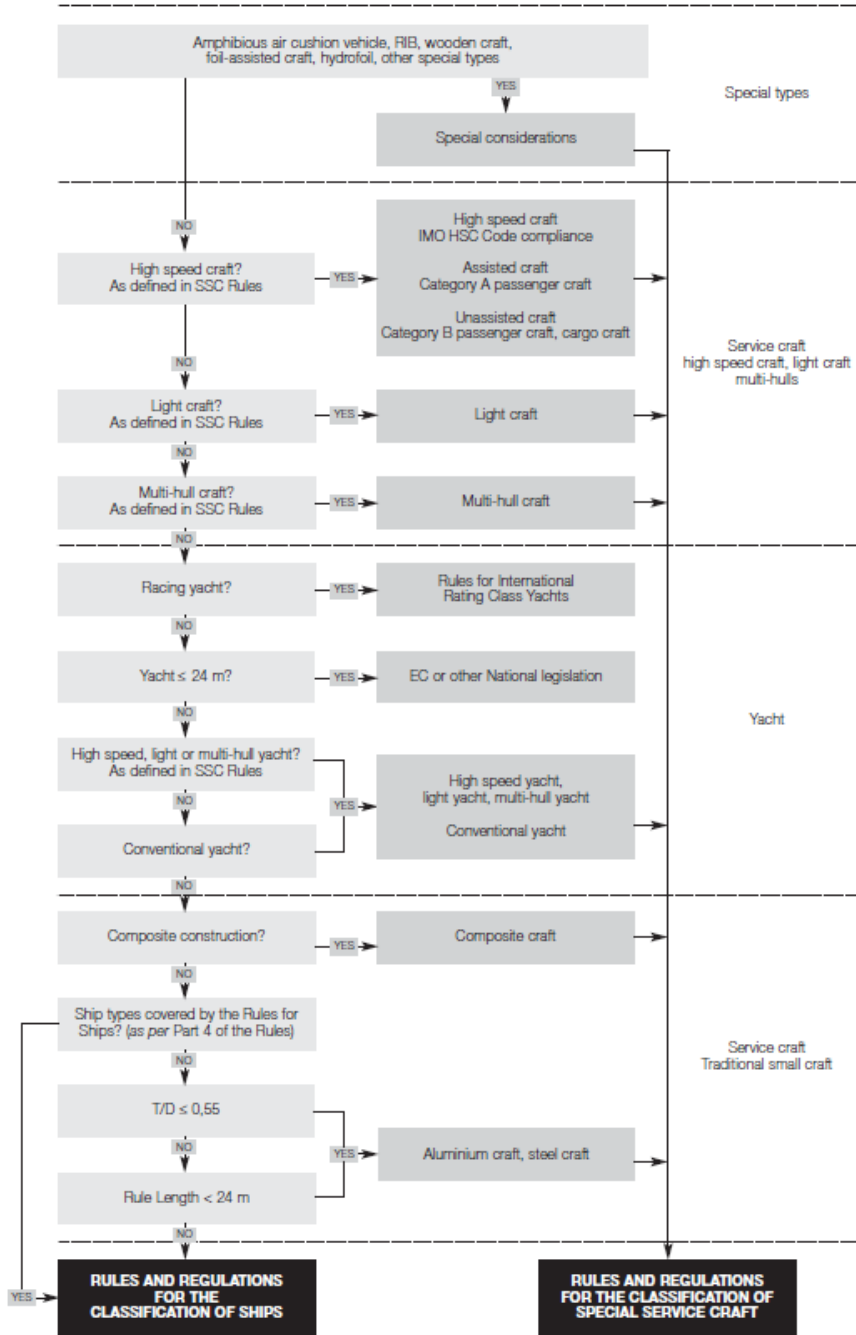 Amphibious air cushion vehicle, RIB, wooden craft,
foil-assisted craft, hydrofoil, other special types
YES
Special types
Special considerations
NO
High speed craft
IMO HSC Code compliance
High speed craft?
As defined in SSC Rules
YES
Assisted craft
Category A passenger craft
Unassisted craft
Category B passenger craft, cargo craft
Service craft
high speed craft, light craft
multi-hulls
NO
Light craft?
As defined in SSC Rules
YES
Light craft
NO
Multi-hull craft?
As defined in SSC Rules
YES
Multi-hull craft
NO
Racing yacht?
YES
Rules for International
Rating Class Yachts
NO
Yacht ≤ 24 m?
YES
EC or other National legislation
NO
Yacht
High speed, light or multi-hull yacht?
As defined in SSC Rules
NO
YES
High speed yacht,
light yacht, multi-hull yacht
Conventional yacht
Conventional yacht?
NO
Composite construction?
YES
Composite craft
NO
Ship types covered by the Rules for
Ships? (as per Part 4 of the Rules)
NO
Service craft
Traditional small craft
T/D ≤ 0,55
NO
YES
Aluminium craft, steel craft
Rule Length < 24 m
NO
YES
RULES AND REGULATIONS
FOR THE
CLASSIFICATION OF SHIPS
RULES AND REGULATIONS
FOR THE CLASSIFICATION OF
SPECIAL SERVICE CRAFT